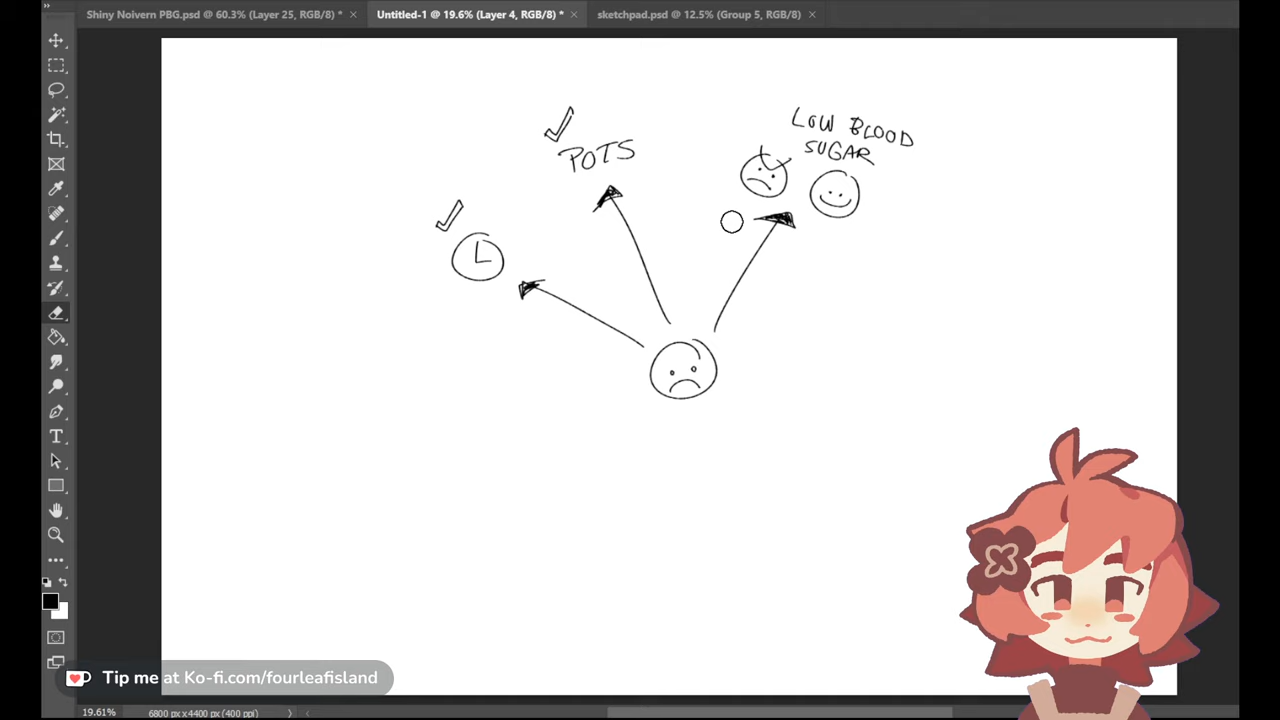 Shiny Noivern PBG.psd @ 60.3% (Layer 25, RGB/8) *
Untitled-1 @ 19.6% (Layer 4, RGB/8) *
sketchpad.psd @ 12.5% (Group 5, RGB/8)
LOW BLOOD
SUGAR
POTS
Tip me at Ko-fi.com/fourleafisland
19.61%
6800 px x 4400 px (400 ppi)